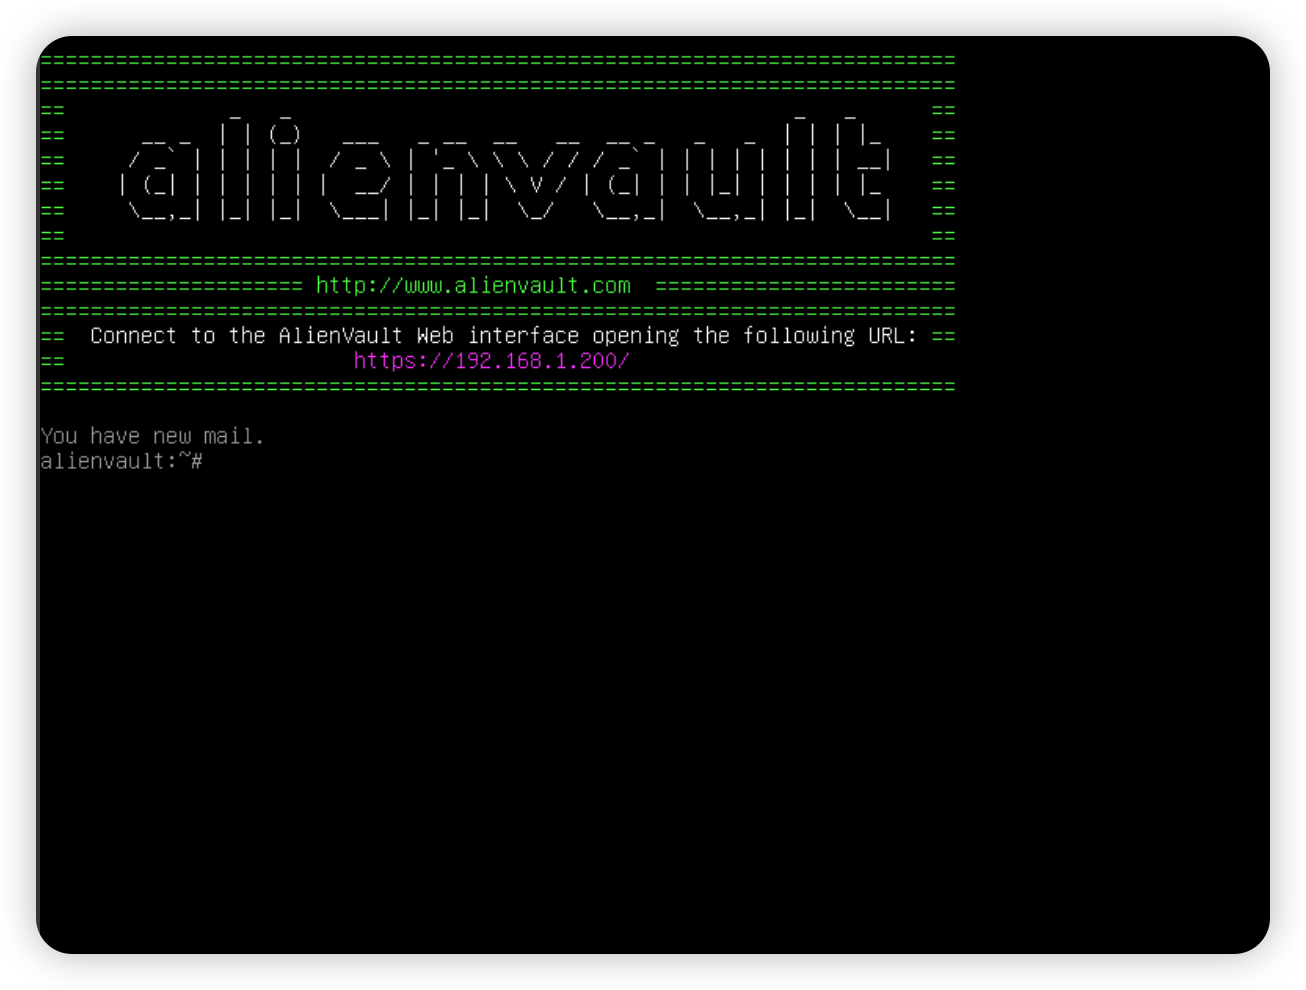 alienvault
http://www.alienvault.com
Connect to the AlienVault Web interface opening the following URL:
https://192.168.1.200/
You have new mail.
alienvault:~#